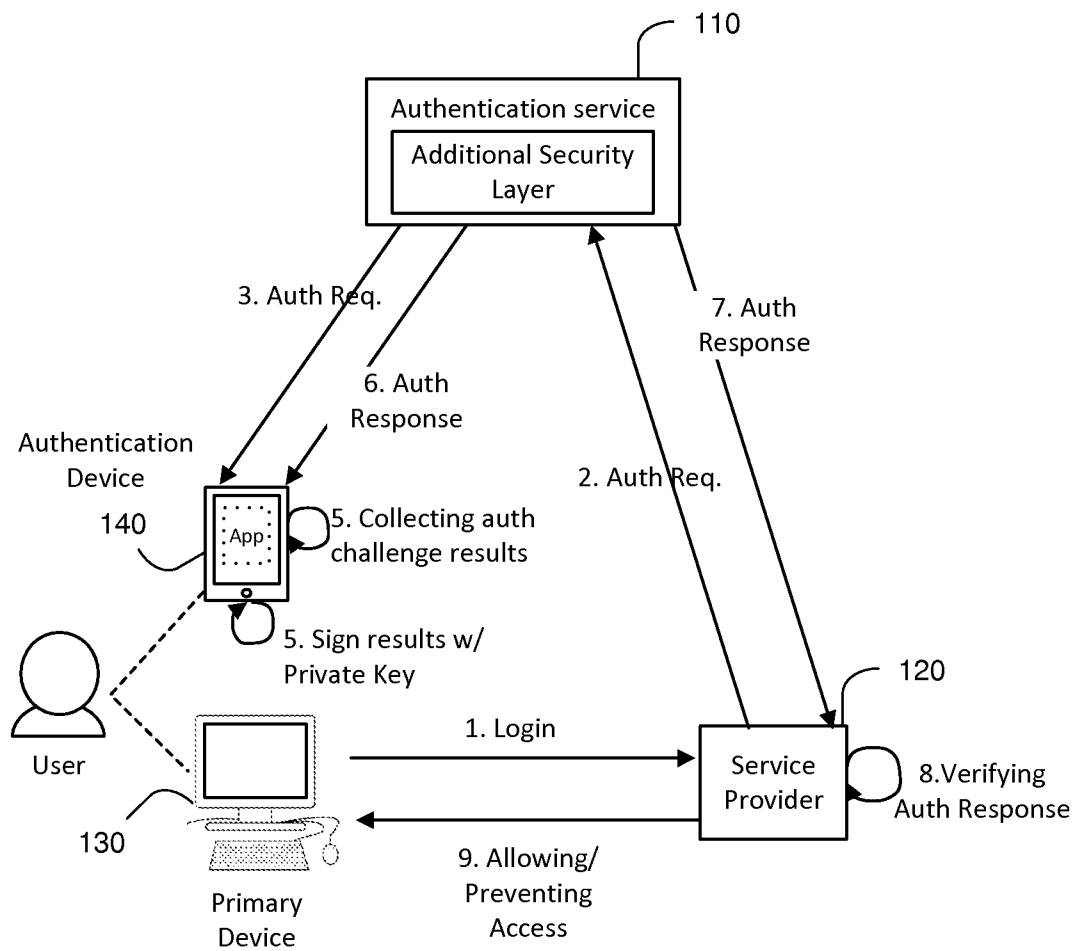 110
Authentication service
Additional Security
Layer
3. Auth Req.
7. Auth
Response
6. Auth
Response
Authentication
Device
2. Auth Req.
140
App
5. Collecting auth
challenge results
5. Sign results w/
Private Key
120
User
1. Login
Service
Provider
8.Verifying
Auth Response
130
9. Allowing/
Preventing
Access
Primary
Device